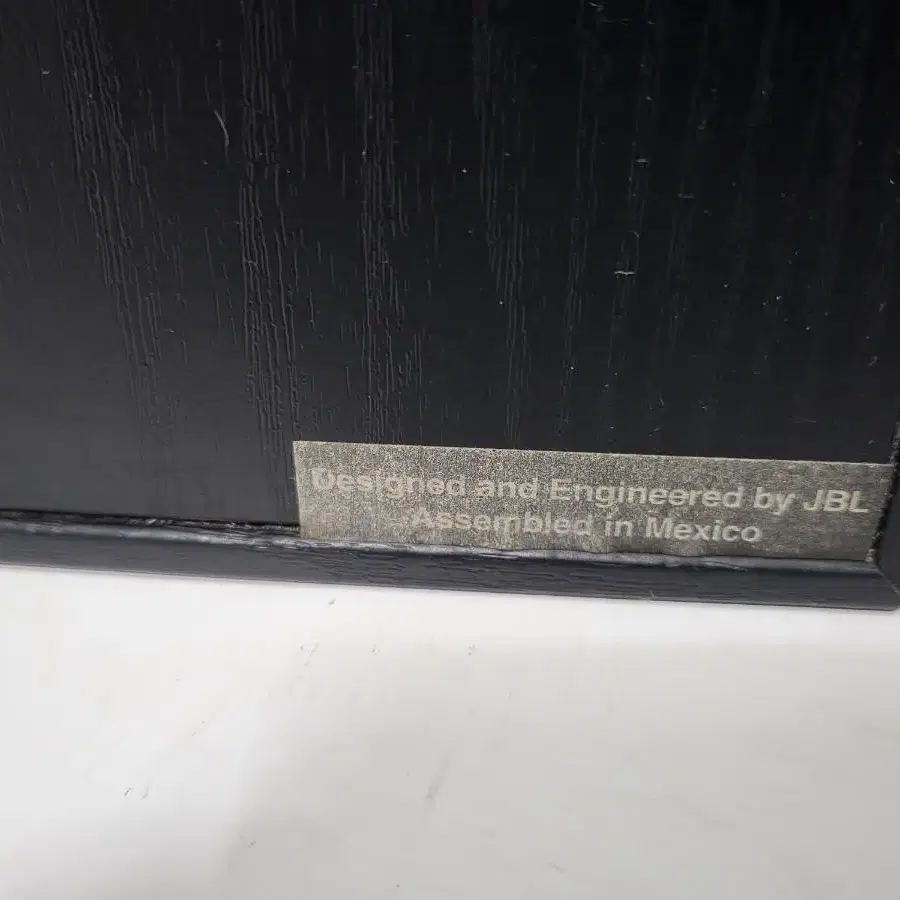 Designed and Engineered by JBL
Assembled in Mexico